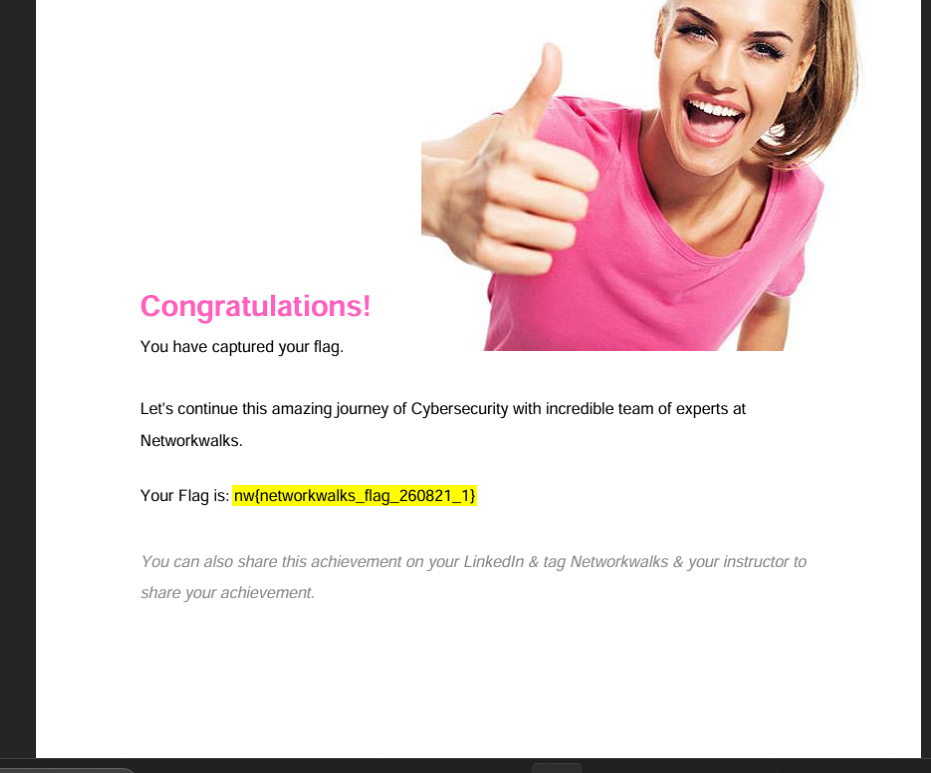 Congratulations!
You have captured your flag.
Let's continue this amazing journey of Cybersecurity with incredible team of experts at
Networkwalks.
Your Flag is: nw{networkwalks_flag_260821_1}
You can also share this achievement on your LinkedIn & tag Networkwalks & your instructor to
share your achievement.